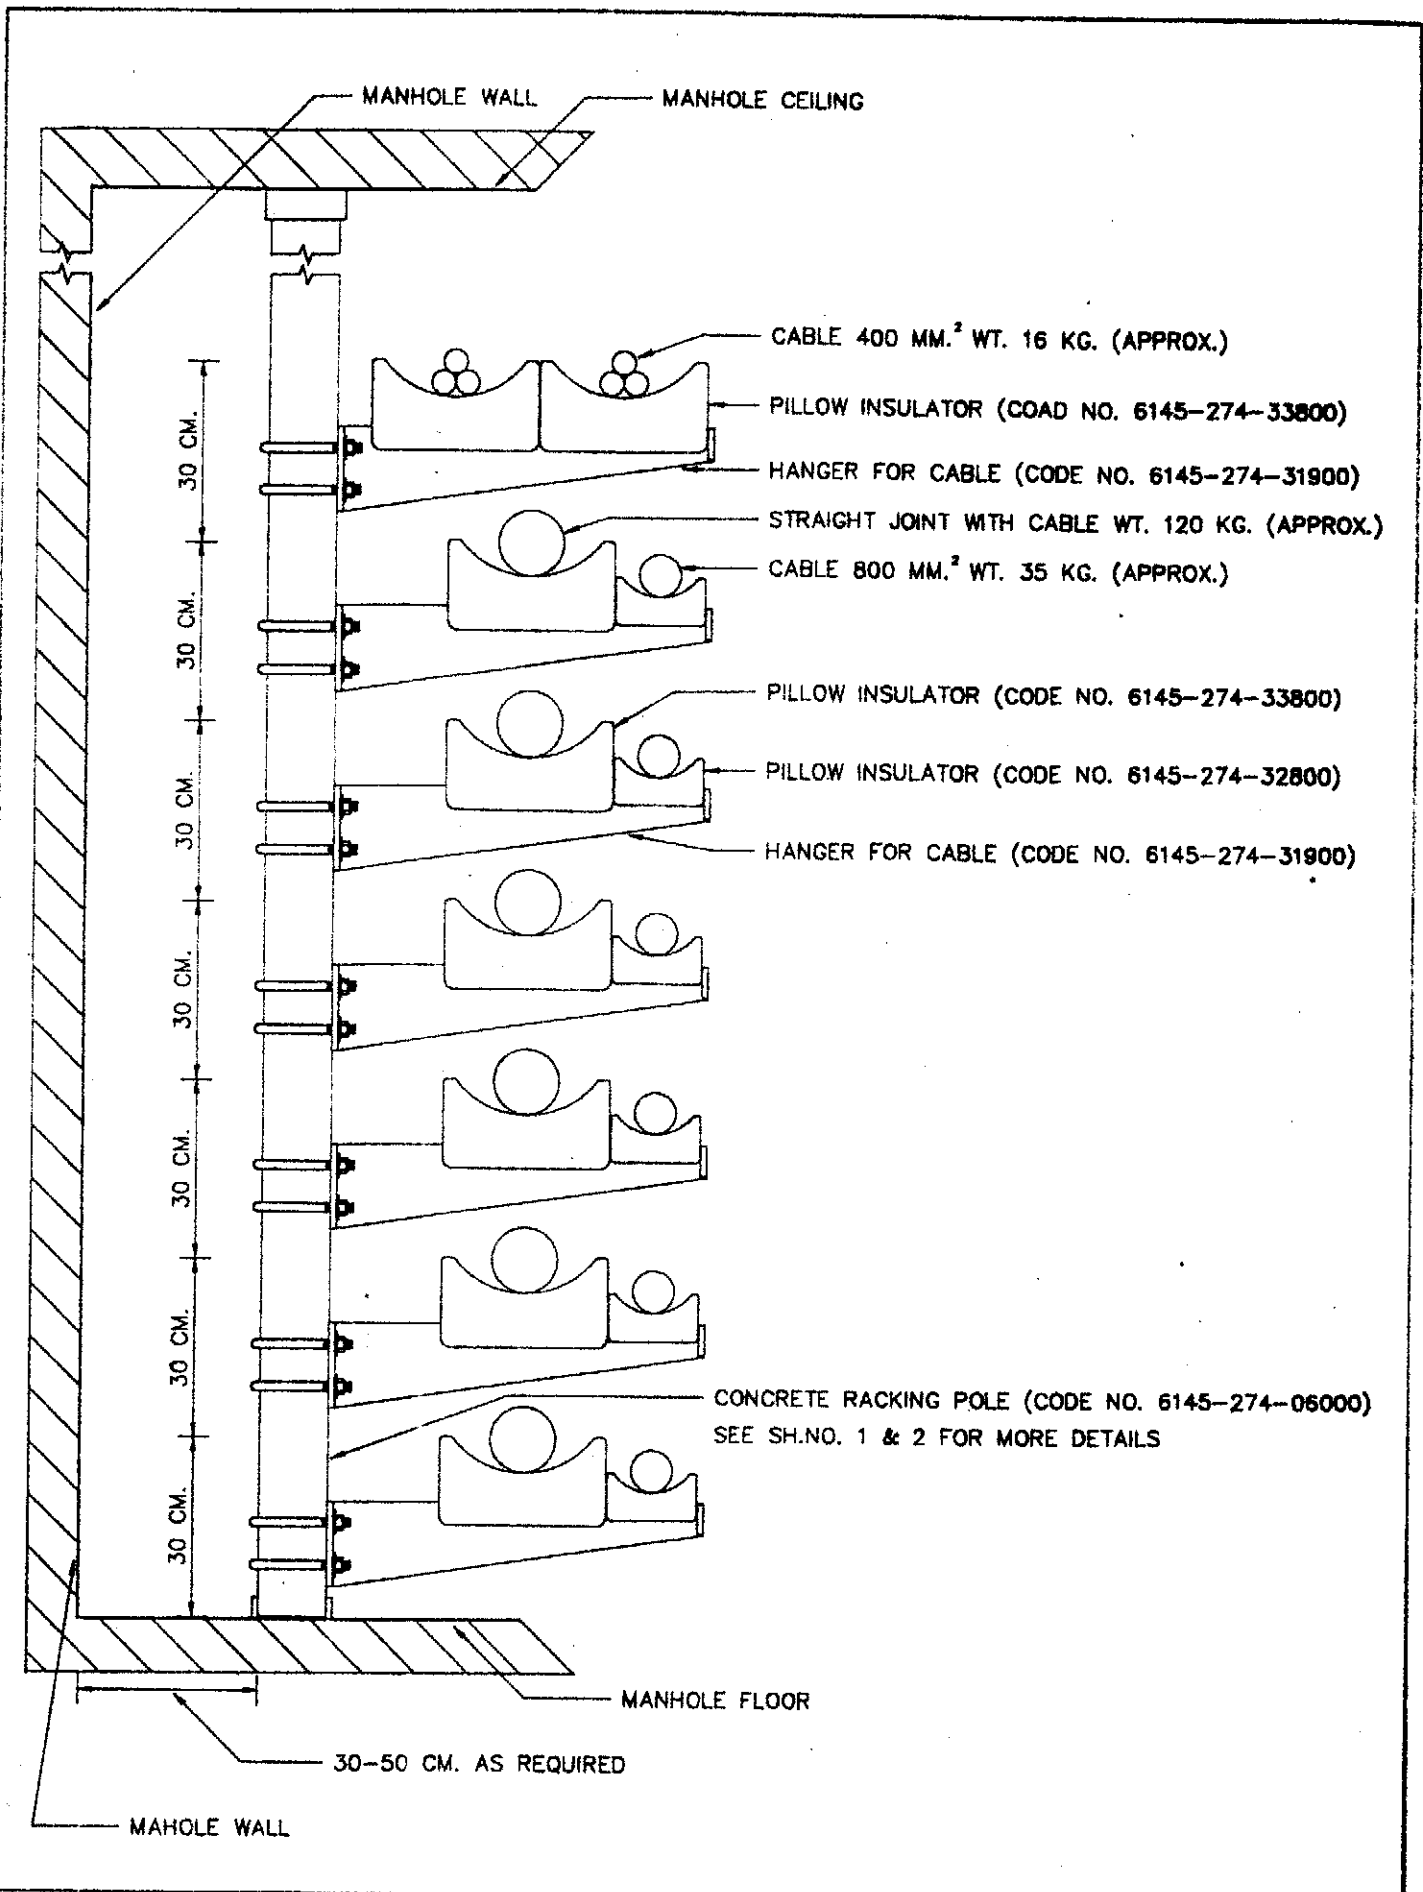 MANHOLE WALL
MANHOLE CEILING
CABLE 400 MM.² WT. 16 KG. (APPROX.)
PILLOW INSULATOR (COAD NO. 6145-274-33800)
HANGER FOR CABLE (CODE NO. 6145-274-31900)
STRAIGHT JOINT WITH CABLE WT. 120 KG. (APPROX.)
CABLE 800 MM.² WT. 35 KG. (APPROX.)
PILLOW INSULATOR (CODE NO. 6145-274-33800)
PILLOW INSULATOR (CODE NO. 6145-274-32800)
HANGER FOR CABLE (CODE NO. 6145-274-31900)
30 CM.
30 CM.
30 CM.
30 CM.
30 CM.
30 CM.
30 CM.
CONCRETE RACKING POLE (CODE NO. 6145-274-06000)
SEE SH.NO. 1 & 2 FOR MORE DETAILS
MANHOLE FLOOR
30-50 CM. AS REQUIRED
MAHOLE WALL